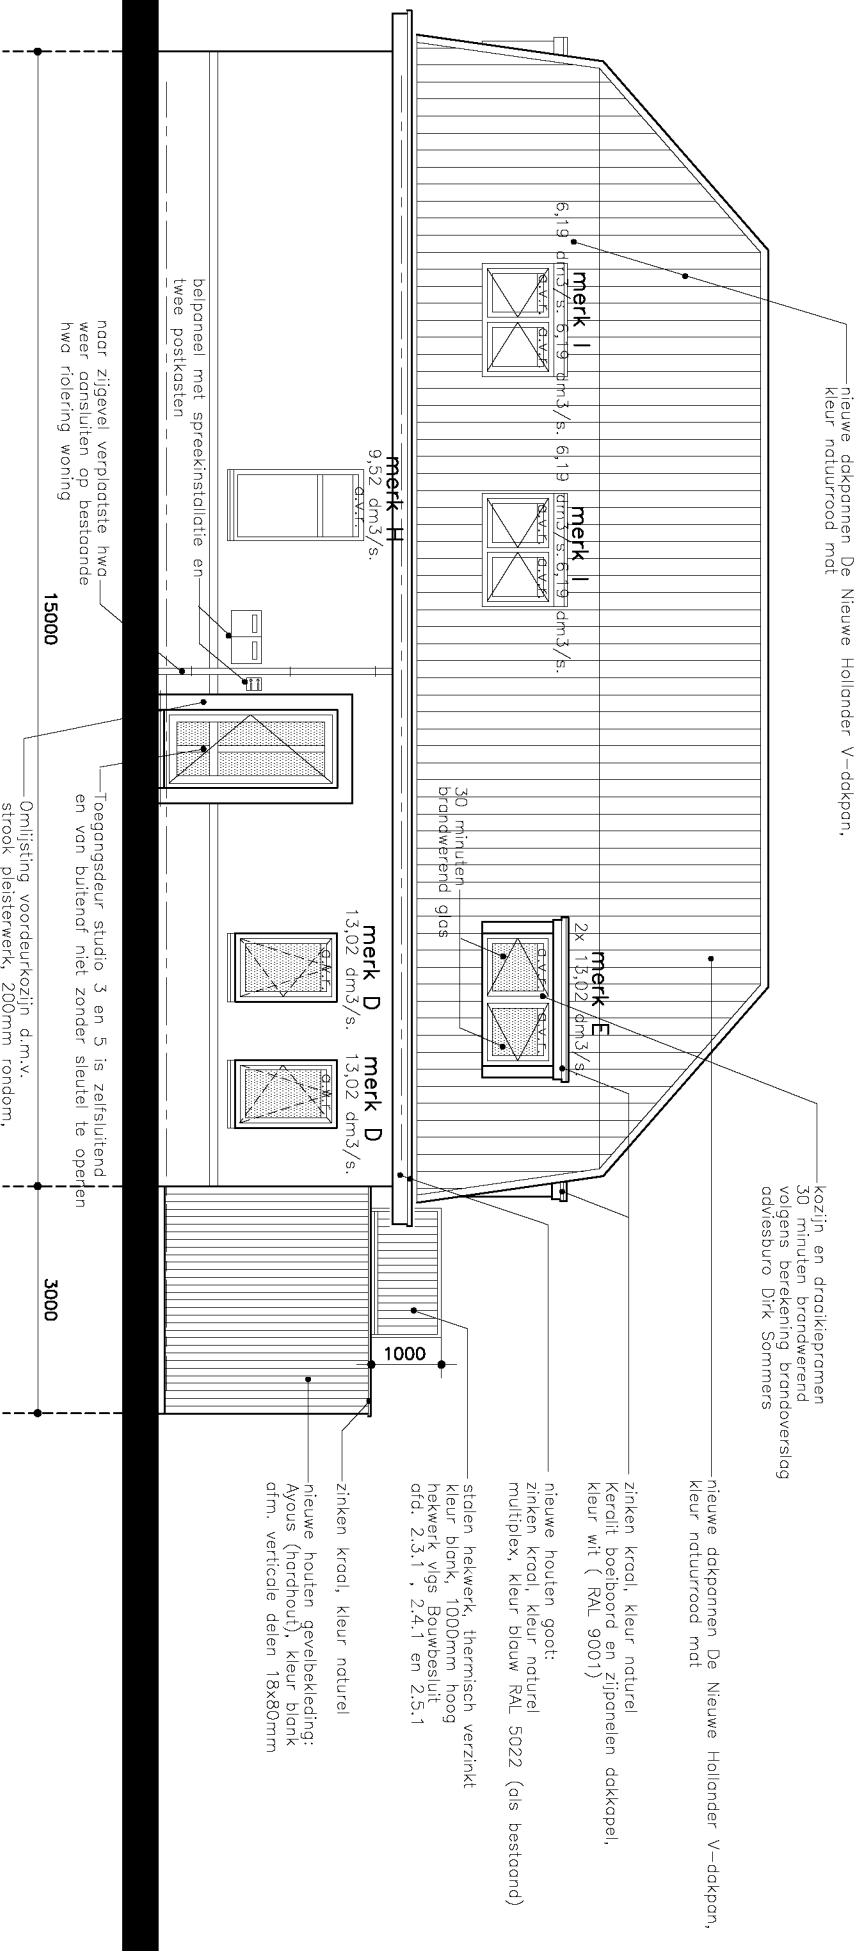 nieuwe dakpannen De Nieuwe Hollander V-dakpan,
kleur natuurrood mat
kozijn en draaikiepramen
30 minuten brandwerend
volgens berekening brandoverslag
adviesburo Dirk Sommers
nieuwe dakpannen De Nieuwe Hollander V-dakpan,
kleur natuurrood mat
zinken kraal, kleur naturel
Keralit boeiboord en zijpanelen dakkapel,
kleur wit ( RAL 9001)
nieuwe houten goot:
zinken kraal, kleur naturel
multiplex, kleur blauw RAL 5022 (als bestaand)
stalen hekwerk, thermisch verzinkt
kleur blank, 1000mm hoog
hekwerk vlgs Bouwbesluit
afd. 2.3.1 , 2.4.1 en 2.5.1
zinken kraal, kleur naturel
nieuwe houten gevelbekleding:
Ayous (hardhout), kleur blank
afm. verticale delen 18x80mm
merk I
6,19 dm3/s. 6,19 dm3/s.
a.v.r.
a.v.r.
merk I
6,19 dm3/s. 6,19 dm3/s.
a.v.r.
a.v.r.
merk E
2x 13,02 dm3/s.
a.v.r.
a.v.r.
30 minuten
brandwerend glas
merk H
9,52 dm3/s.
a.v.r.
merk D
13,02 dm3/s.
a.v.r.
merk D
13,02 dm3/s.
a.v.r.
1000
belpaneel met spreekinstallatie en
twee postkasten
naar zijgevel verplaatste hwa
weer aansluiten op bestaande
hwa riolering woning
Toegangsdeur studio 3 en 5 is zelfsluitend
en van buitenaf niet zonder sleutel te openen
15000
3000
Omlijsting voordeurkozijn d.m.v.
strook pleisterwerk, 200mm rondom,